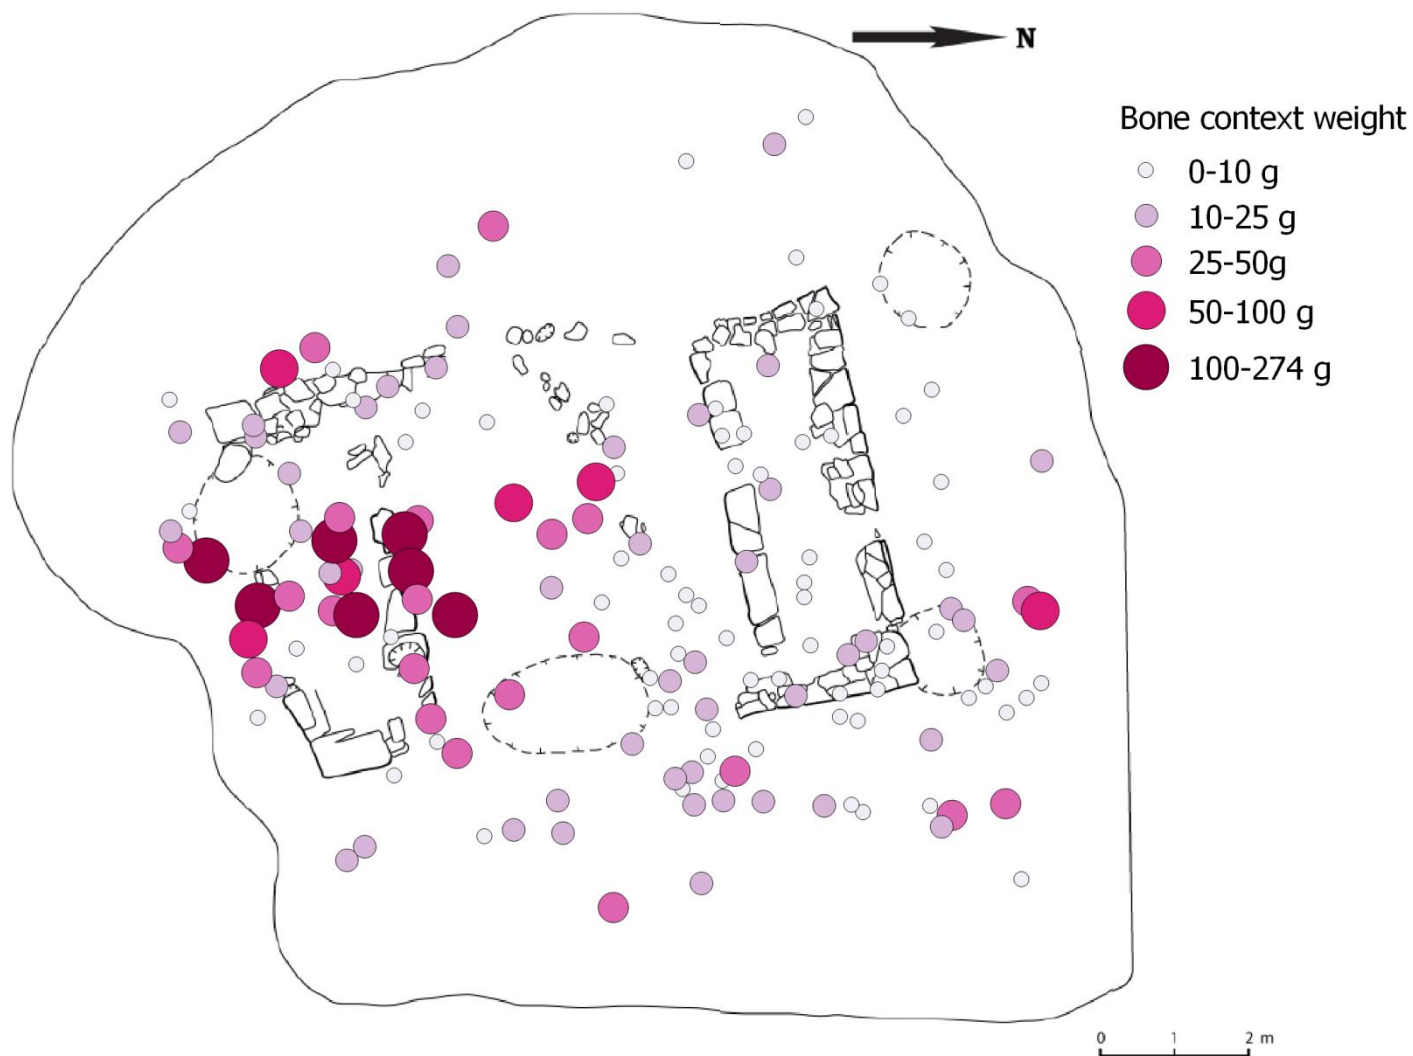 N
Bone context weight
0-10 g
10-25 g
25-50g
50-100 g
100-274 g
0 1 2 m